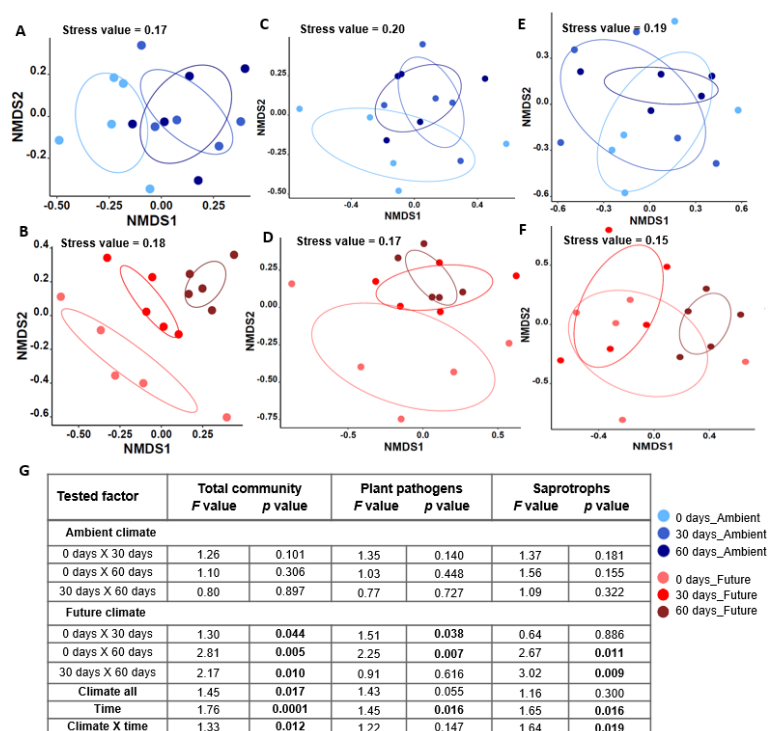 A
Stress value = 0.17
NMDS2
0.2
0.0
-0.2
-0.50
-0.25
0.00
0.25
NMDS1
C
Stress value = 0.20
NMDS2
0.25
0.00
-0.25
-0.50
-0.4
0.0
0.4
NMDS1
E
Stress value = 0.19
NMDS2
0.3
0.0
-0.3
-0.6
-0.6
-0.3
0.0
0.3
0.6
NMDS1
B
Stress value = 0.18
NMDS2
0.4
0.2
0.0
-0.2
-0.4
-0.6
-0.50
-0.25
0.00
0.25
NMDS1
D
Stress value = 0.17
NMDS2
0.25
0.00
-0.25
-0.50
-0.75
-0.5
0.0
0.5
NMDS1
F
Stress value = 0.15
NMDS2
0.5
0.0
-0.5
-0.4
0.0
0.4
NMDS1
G
Tested factor Total community Plant pathogens Saprotrophs
F value p value F value p value F value p value
Ambient climate
0 days X 30 days 1.26 0.101 1.35 0.140 1.37 0.181
0 days X 60 days 1.10 0.306 1.03 0.448 1.56 0.155
30 days X 60 days 0.80 0.897 0.77 0.727 1.09 0.322
Future climate
0 days X 30 days 1.30 0.044 1.51 0.038 0.64 0.886
0 days X 60 days 2.81 0.005 2.25 0.007 2.67 0.011
30 days X 60 days 2.17 0.010 0.91 0.616 3.02 0.009
Climate all 1.45 0.017 1.43 0.055 1.16 0.300
Time 1.76 0.0001 1.45 0.016 1.65 0.016
Climate X time 1.33 0.012 1.22 0.147 1.64 0.019
0 days_Ambient
30 days_Ambient
60 days_Ambient
0 days_Future
30 days_Future
60 days_Future